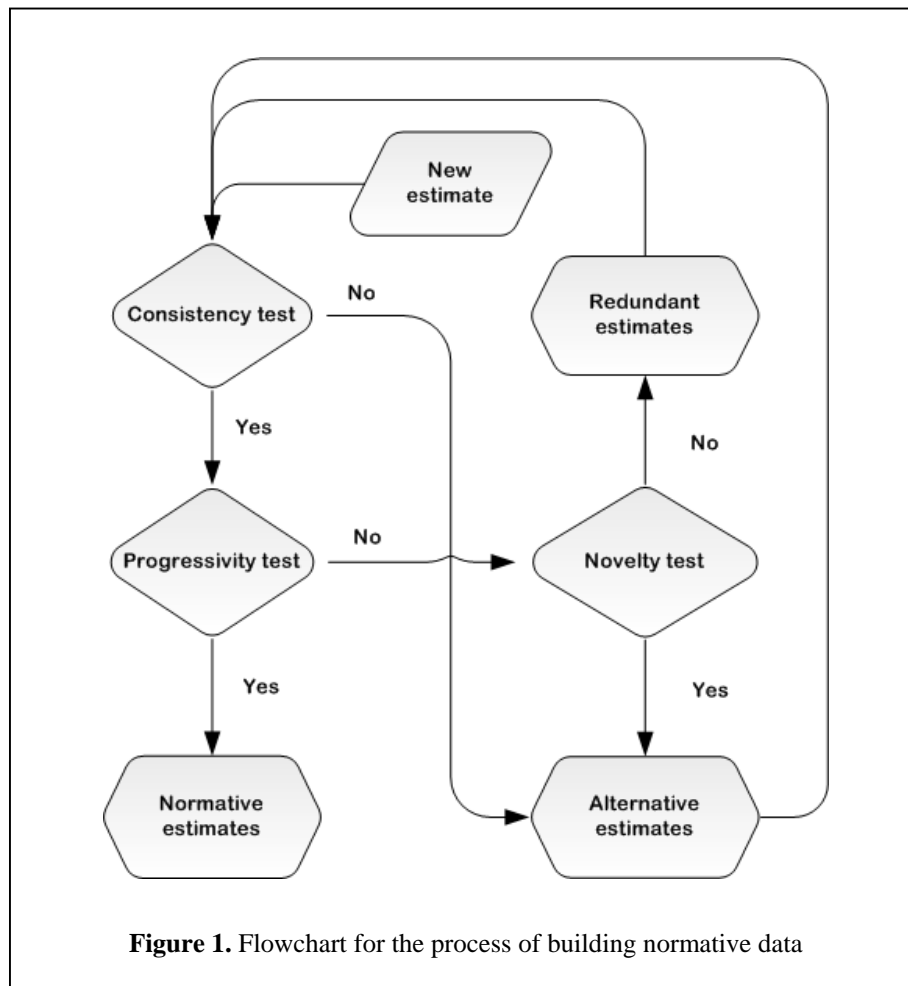 New
estimate
Consistency test
No
Redundant
estimates
Yes
No
Progressivity test
No
Novelty test
Yes
Yes
Normative
estimates
Alternative
estimates
Figure 1. Flowchart for the process of building normative data